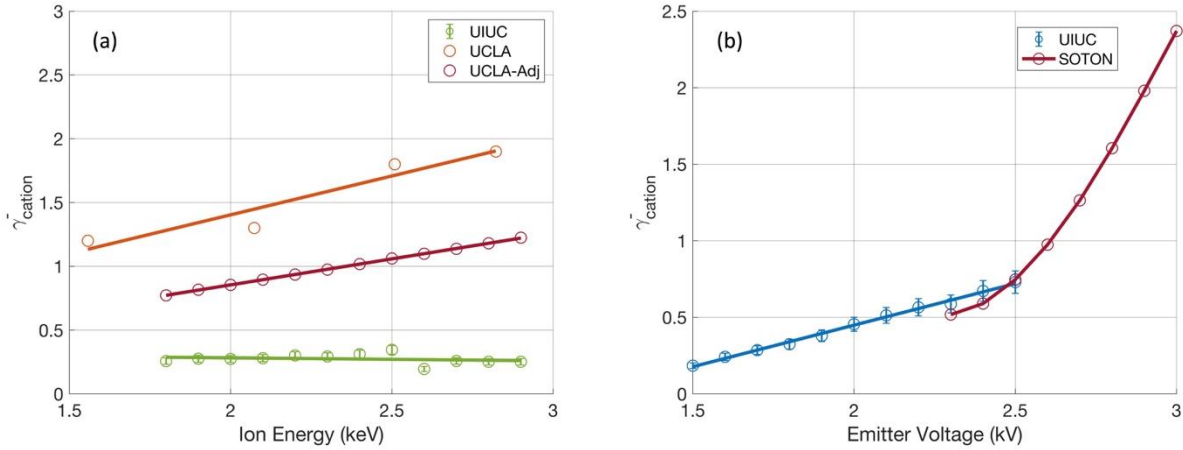 (a)
UIUC
UCLA
UCLA-Adj
3
2.5
2
1.5
1
0.5
0
γ⁻cation
1.5
2
2.5
3
Ion Energy (keV)
(b)
UIUC
SOTON
2.5
2
1.5
1
0.5
0
γ⁻cation
1.5
2
2.5
3
Emitter Voltage (kV)